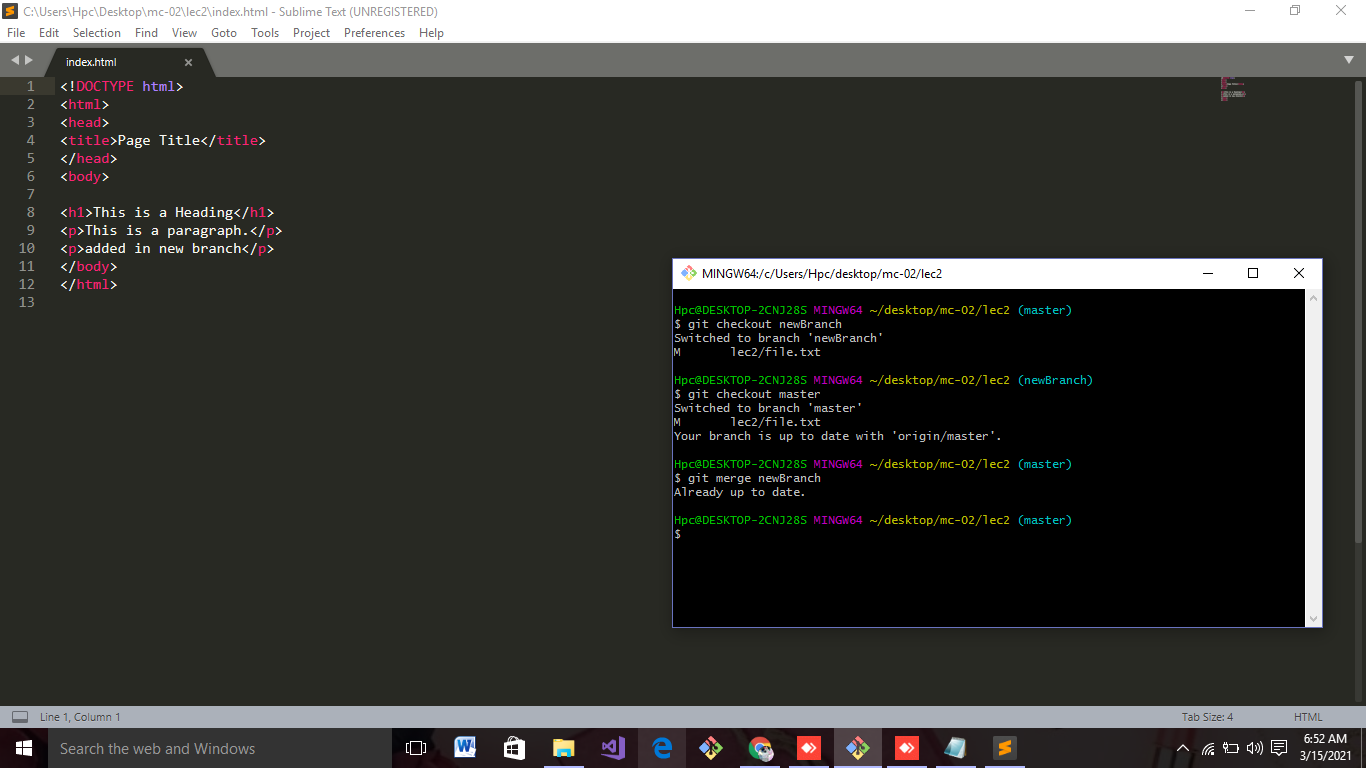 C:\Users\Hpc\Desktop\mc-02\lec2\index.html - Sublime Text (UNREGISTERED)
File Edit Selection Find View Goto Tools Project Preferences Help
index.html
1 <!DOCTYPE html>
2 <html>
3 <head>
4 <title>Page Title</title>
5 </head>
6 <body>
7
8 <h1>This is a Heading</h1>
9 <p>This is a paragraph.</p>
10 <p>added in new branch</p>
11 </body>
12 </html>
13
MINGW64:/c/Users/Hpc/desktop/mc-02/lec2
Hpc@DESKTOP-2CNJ28S MINGW64 ~/desktop/mc-02/lec2 (master)
$ git checkout newBranch
Switched to branch 'newBranch'
M       lec2/file.txt
Hpc@DESKTOP-2CNJ28S MINGW64 ~/desktop/mc-02/lec2 (newBranch)
$ git checkout master
Switched to branch 'master'
M       lec2/file.txt
Your branch is up to date with 'origin/master'.
Hpc@DESKTOP-2CNJ28S MINGW64 ~/desktop/mc-02/lec2 (master)
$ git merge newBranch
Already up to date.
Hpc@DESKTOP-2CNJ28S MINGW64 ~/desktop/mc-02/lec2 (master)
$
Line 1, Column 1 Tab Size: 4 HTML
Search the web and Windows
6:52 AM
3/15/2021